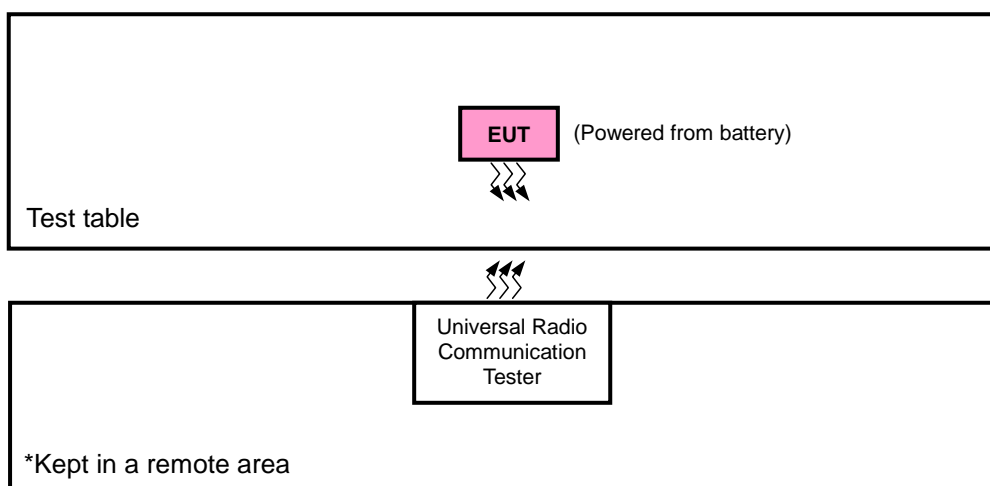 EUT
(Powered from battery)
Test table
Universal Radio
Communication
Tester
*Kept in a remote area